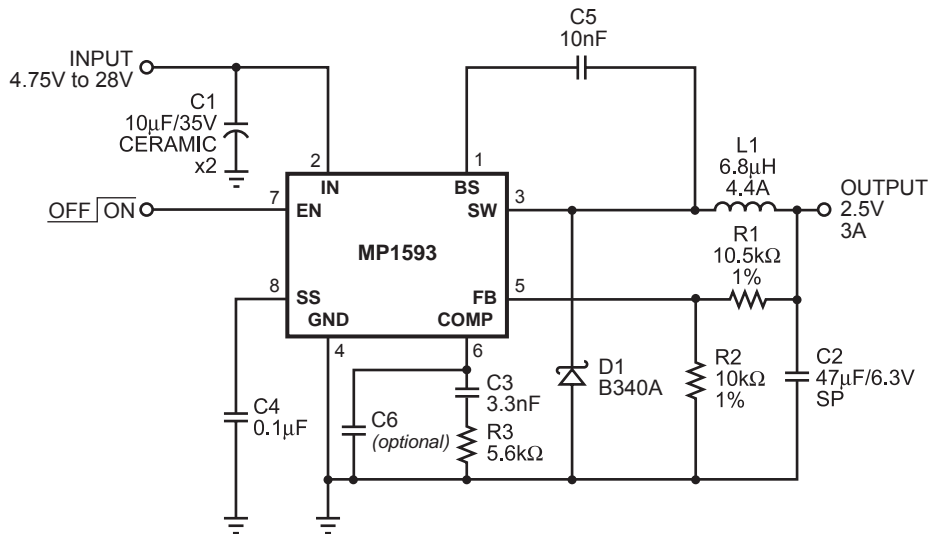 C5
10nF
INPUT
4.75V to 28V
C1
10µF/35V
CERAMIC
x2
2
1
L1
6.8µH
4.4A
IN
BS
7
EN
SW
3
OFF ON
OUTPUT
2.5V
3A
MP1593
R1
10.5kΩ
1%
8
SS
FB
5
GND
COMP
4
6
C4
0.1µF
C6
(optional)
C3
3.3nF
R3
5.6kΩ
D1
B340A
R2
10kΩ
1%
C2
47µF/6.3V
SP